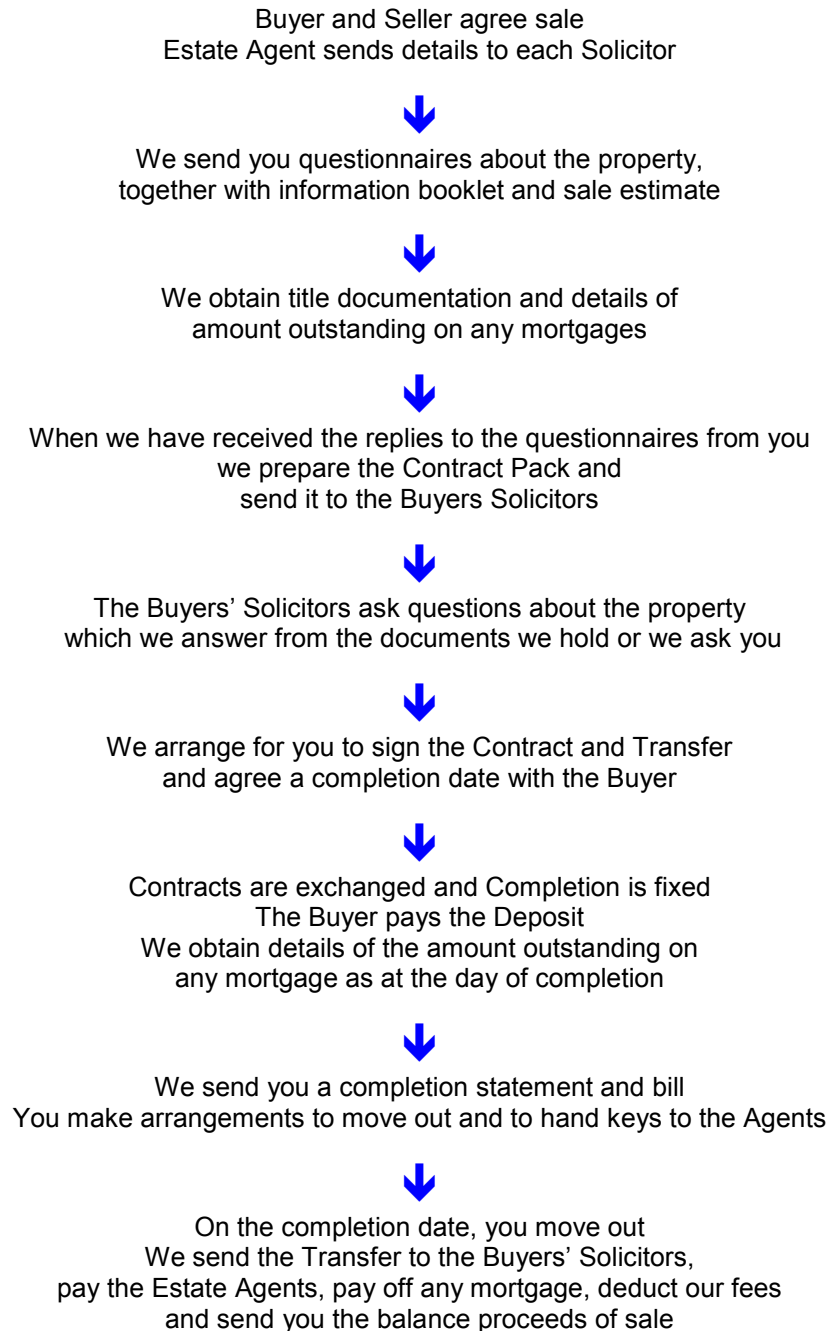 Buyer and Seller agree sale
Estate Agent sends details to each Solicitor
We send you questionnaires about the property,
together with information booklet and sale estimate
We obtain title documentation and details of
amount outstanding on any mortgages
When we have received the replies to the questionnaires from you
we prepare the Contract Pack and
send it to the Buyers Solicitors
The Buyers’ Solicitors ask questions about the property
which we answer from the documents we hold or we ask you
We arrange for you to sign the Contract and Transfer
and agree a completion date with the Buyer
Contracts are exchanged and Completion is fixed
The Buyer pays the Deposit
We obtain details of the amount outstanding on
any mortgage as at the day of completion
We send you a completion statement and bill
You make arrangements to move out and to hand keys to the Agents
On the completion date, you move out
We send the Transfer to the Buyers’ Solicitors,
pay the Estate Agents, pay off any mortgage, deduct our fees
and send you the balance proceeds of sale